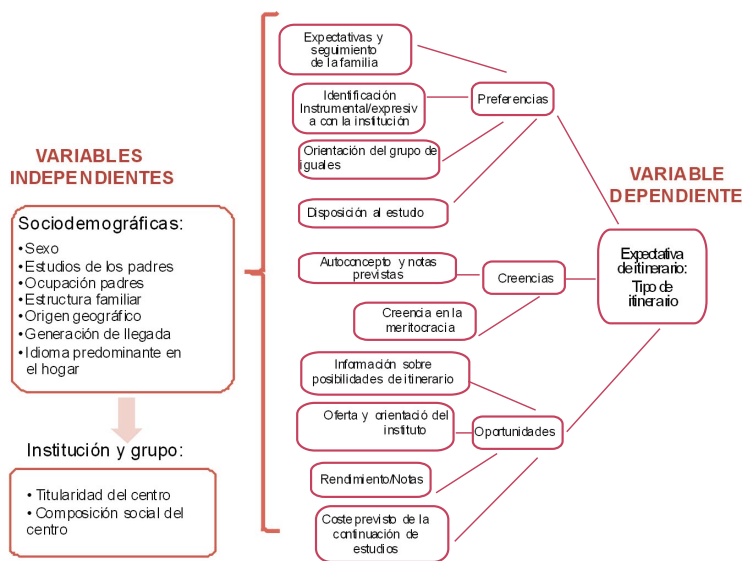 VARIABLES
INDEPENDIENTES
Sociodemográficas:
• Sexo
• Estudios de los padres
• Ocupación padres
• Estructura familiar
• Origen geográfico
• Generación de llegada
• Idioma predominante en
el hogar
Institución y grupo:
• Titularidad del centro
• Composición social del
centro
Expectativas y
seguimiento
de la familia
Identificación
Instrumental/expresiv
a con la institución
Orientación del grupo de
iguales
Disposición al estudio
Preferencias
Autoconcepto y notas
previstas
Creencia en la
meritocracia
Creencias
Información sobre
posibilidades de itinerario
Oferta y orientació del
instituto
Rendimiento/Notas
Coste previsto de la
continuación de
estudios
Oportunidades
VARIABLE
DEPENDIENTE
Expectativa
de itinerario:
Tipo de
itinerario